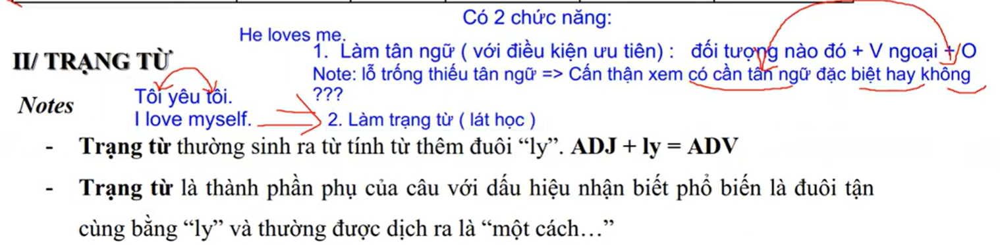 Có 2 chức năng:
He loves me.
1. Làm tân ngữ ( với điều kiện ưu tiên) : đối tượng nào đó + V ngoại + O
II/ TRẠNG TỪ
Note: lỗ trống thiếu tân ngữ => Cẩn thận xem có cần tân ngữ đặc biệt hay không
Tôi yêu tôi.
???
Notes
I love myself.
2. Làm trạng từ ( lát học )
- Trạng từ thường sinh ra từ tính từ thêm đuôi “ly”. ADJ + ly = ADV
- Trạng từ là thành phần phụ của câu với dấu hiệu nhận biết phổ biến là đuôi tận
cùng bằng “ly” và thường được dịch ra là “một cách…”